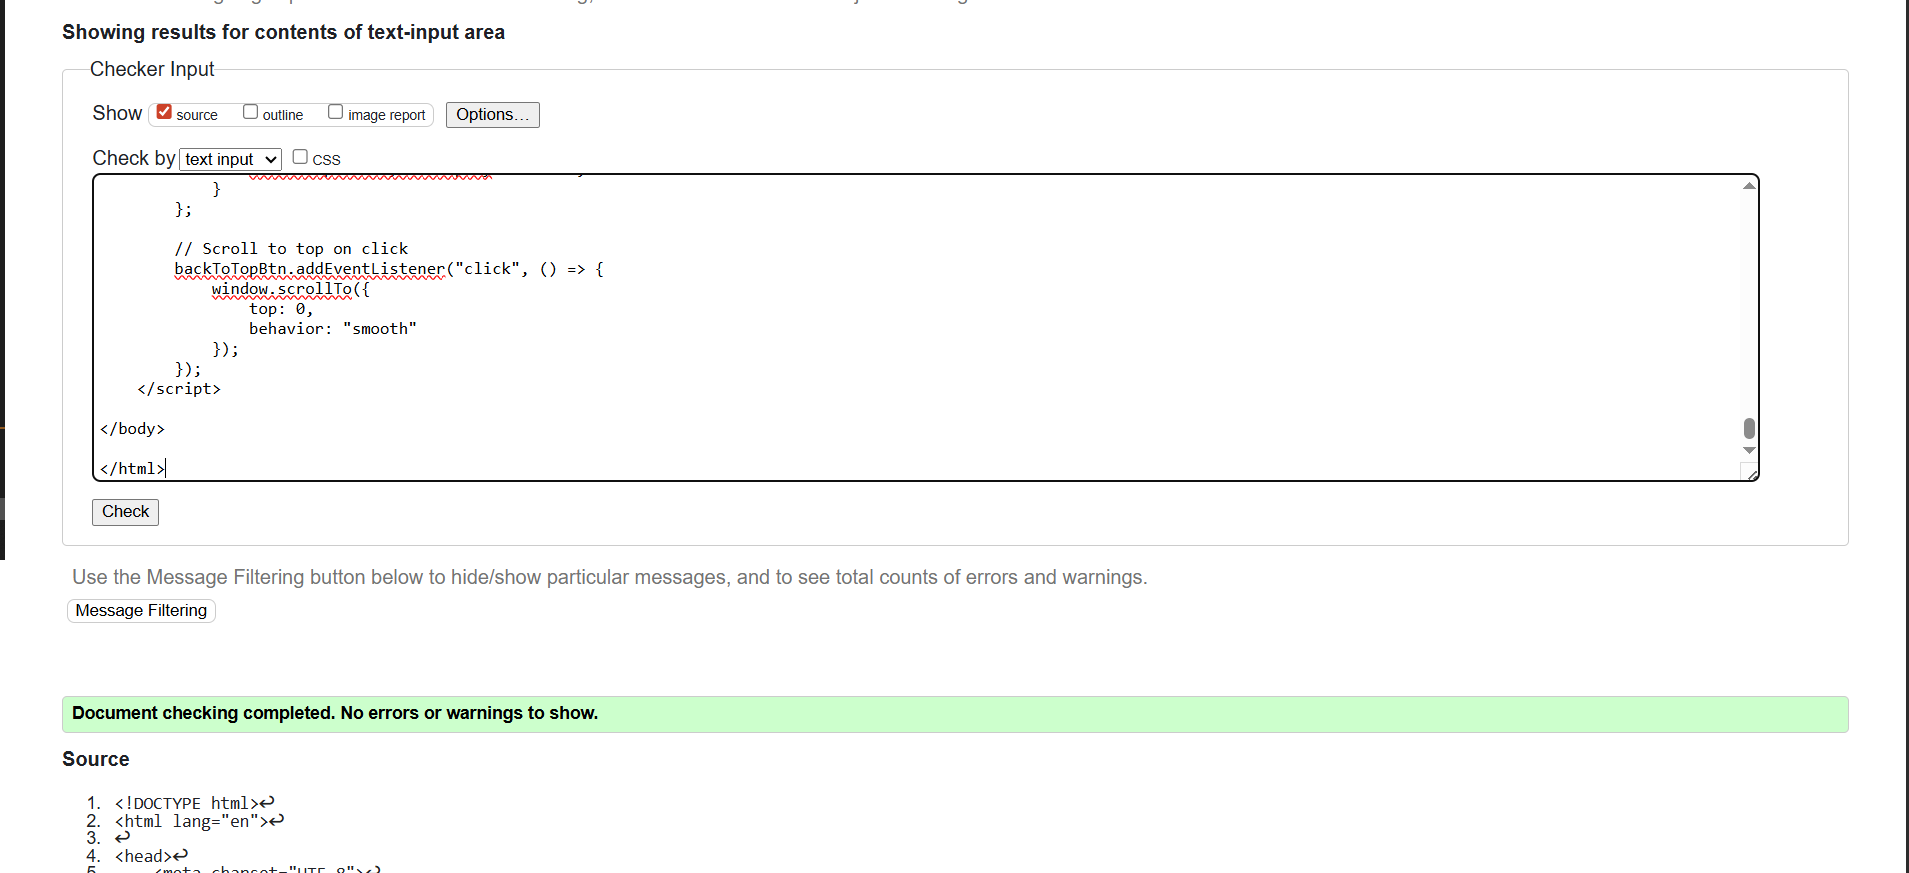 Showing results for contents of text-input area
Checker Input
Show source outline image report Options...
Check by text input CSS
            }
        };

        // Scroll to top on click
        backToTopBtn.addEventListener("click", () => {
            window.scrollTo({
                top: 0,
                behavior: "smooth"
            });
        });
    </script>

</body>

</html>
Check
Use the Message Filtering button below to hide/show particular messages, and to see total counts of errors and warnings.
Message Filtering
Document checking completed. No errors or warnings to show.
Source
1. <!DOCTYPE html>↩
2. <html lang="en">↩
3. ↩
4. <head>↩
5. <meta charset="UTF-8">↩